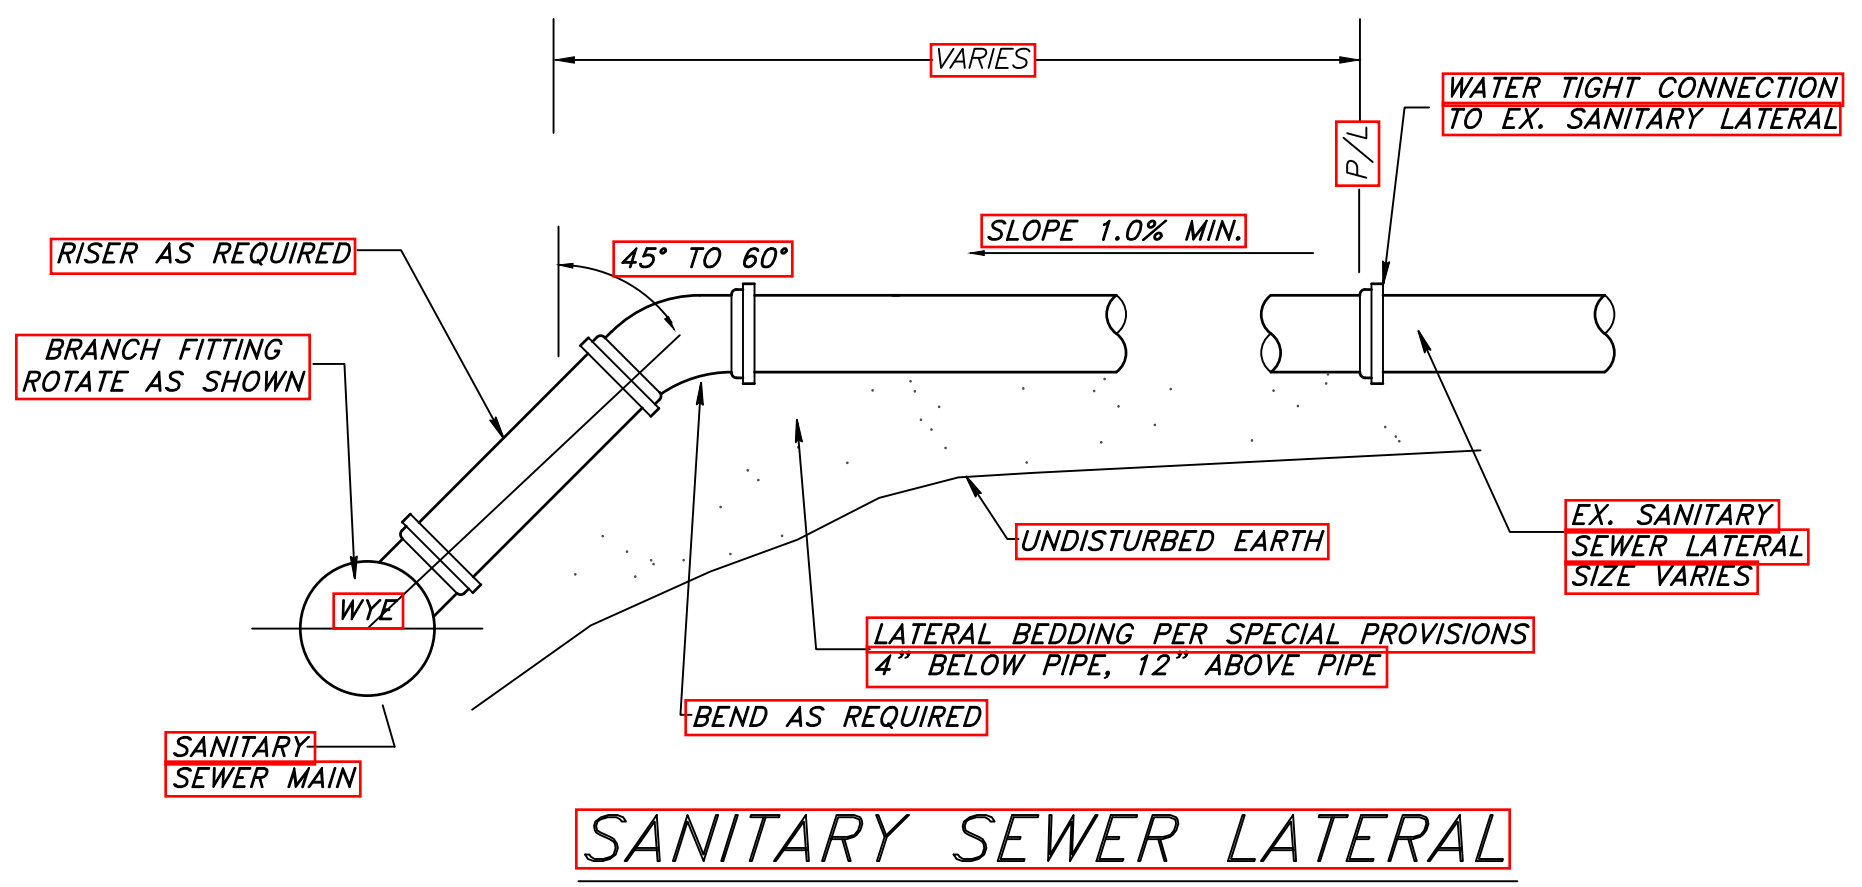 VARIES
WATER TIGHT CONNECTION
TO EX. SANITARY LATERAL
P/L
SLOPE 1.0% MIN.
RISER AS REQUIRED
45° TO 60°
BRANCH FITTING
ROTATE AS SHOWN
EX. SANITARY
SEWER LATERAL
SIZE VARIES
UNDISTURBED EARTH
WYE
LATERAL BEDDING PER SPECIAL PROVISIONS
4” BELOW PIPE, 12” ABOVE PIPE
BEND AS REQUIRED
SANITARY
SEWER MAIN
SANITARY SEWER LATERAL